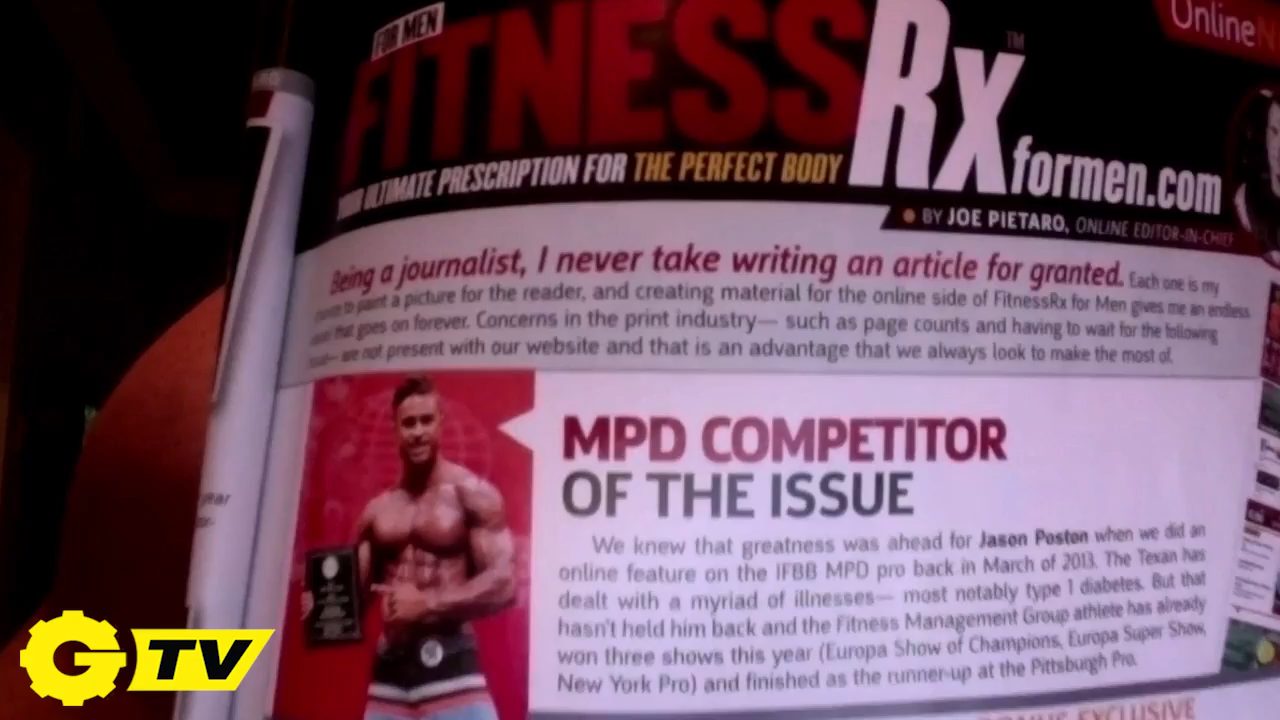 FOR MEN
FITNESS Rx™
formen.com
Online
YOUR ULTIMATE PRESCRIPTION FOR THE PERFECT BODY
BY JOE PIETARO, ONLINE EDITOR-IN-CHIEF
Being a journalist, I never take writing an article for granted. Each one is my
to paint a picture for the reader, and creating material for the online side of FitnessRx for Men gives me an endless
that goes on forever. Concerns in the print industry— such as page counts and having to wait for the following
are not present with our website and that is an advantage that we always look to make the most of.
MPD COMPETITOR
OF THE ISSUE
We knew that greatness was ahead for Jason Poston when we did an
online feature on the IFBB MPD pro back in March of 2013. The Texan has
dealt with a myriad of illnesses— most notably type 1 diabetes. But that
hasn't held him back and the Fitness Management Group athlete has already
won three shows this year (Europa Show of Champions, Europa Super Show,
New York Pro) and finished as the runner-up at the Pittsburgh Pro.
EXCLUSIVE
G TV